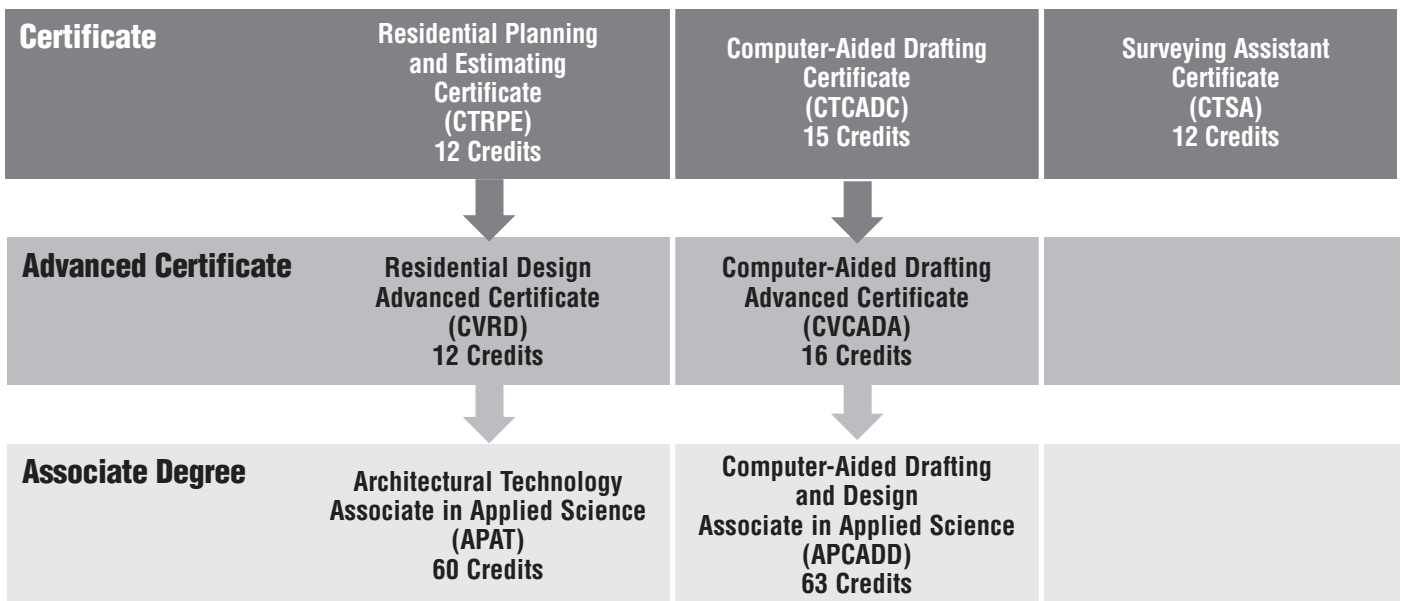 Certificate
Residential Planning
and Estimating
Certificate
(CTRPE)
12 Credits
Computer-Aided Drafting
Certificate
(CTCADC)
15 Credits
Surveying Assistant
Certificate
(CTSA)
12 Credits
Advanced Certificate
Residential Design
Advanced Certificate
(CVRD)
12 Credits
Computer-Aided Drafting
Advanced Certificate
(CVCADA)
16 Credits
Associate Degree
Architectural Technology
Associate in Applied Science
(APAT)
60 Credits
Computer-Aided Drafting
and Design
Associate in Applied Science
(APCADD)
63 Credits